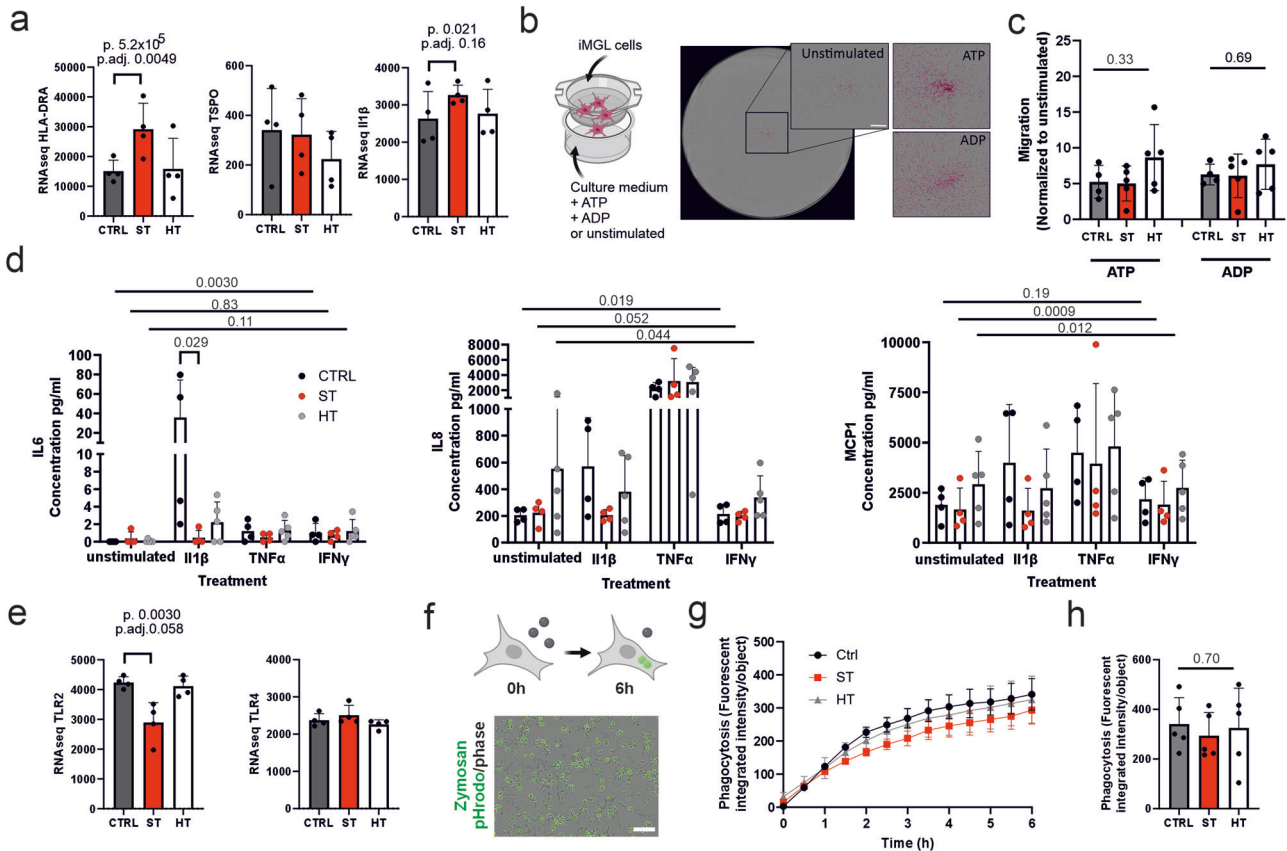 a
p. 5.2x10⁵
p.adj. 0.0049
RNAseq HLA-DRA
50000
40000
30000
20000
10000
0
CTRL ST HT
RNAseq TSPO
600
400
200
0
CTRL ST HT
p. 0.021
p.adj. 0.16
RNAseq Il1β
5000
4000
3000
2000
1000
0
CTRL ST HT
b
iMGL cells
Culture medium
+ ATP
+ ADP
or unstimulated
Unstimulated
ATP
ADP
c
Migration
(Normalized to unstimulated)
20
15
10
5
0
0.33
0.69
CTRL ST HT CTRL ST HT
ATP ADP
d
0.0030
0.83
0.11
0.029
IL6
Concentration pg/ml
100
80
60
40
20
6
4
2
0
CTRL
ST
HT
unstimulated Il1β TNFα IFNγ
Treatment
0.019
0.052
0.044
IL8
Concentration pg/ml
8000
6000
4000
2000
1000
800
600
400
200
0
unstimulated Il1β TNFα IFNγ
Treatment
0.19
0.0009
0.012
MCP1
Concentration pg/ml
10000
7500
5000
2500
0
unstimulated Il1β TNFα IFNγ
Treatment
e
p. 0.0030
p.adj.0.058
RNAseq TLR2
5000
4000
3000
2000
1000
0
CTRL ST HT
RNAseq TLR4
4000
3000
2000
1000
0
CTRL ST HT
f
0h 6h
Zymosan
pHrodo/phase
g
Phagocytosis (Fuorescent
integrated intensity/object)
400
300
200
100
0
Ctrl
ST
HT
0 1 2 3 4 5 6
Time (h)
h
Phagocytosis (Fuorescent
integrated intensity/object)
600
400
200
0
0.70
CTRL ST HT